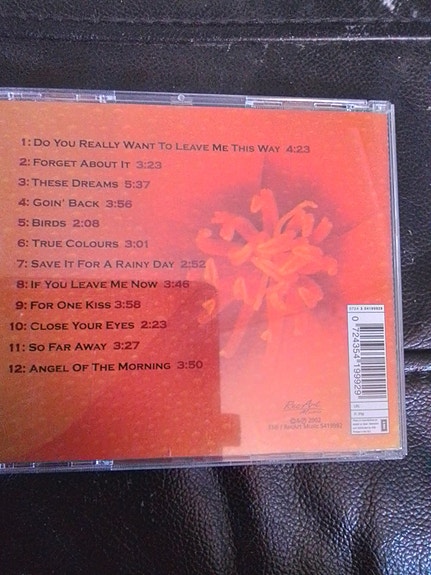 1: Do You Really Want To Leave Me This Way 4:23
2: Forget About It 3:23
3: These Dreams 5:37
4: Goin' Back 3:56
5: Birds 2:08
6: True Colours 3:01
7: Save It For A Rainy Day 2:52
8: If You Leave Me Now 3:46
9: For One Kiss 3:58
10: Close Your Eyes 2:23
11: So Far Away 3:27
12: Angel Of The Morning 3:50
0 724354 199929
2002